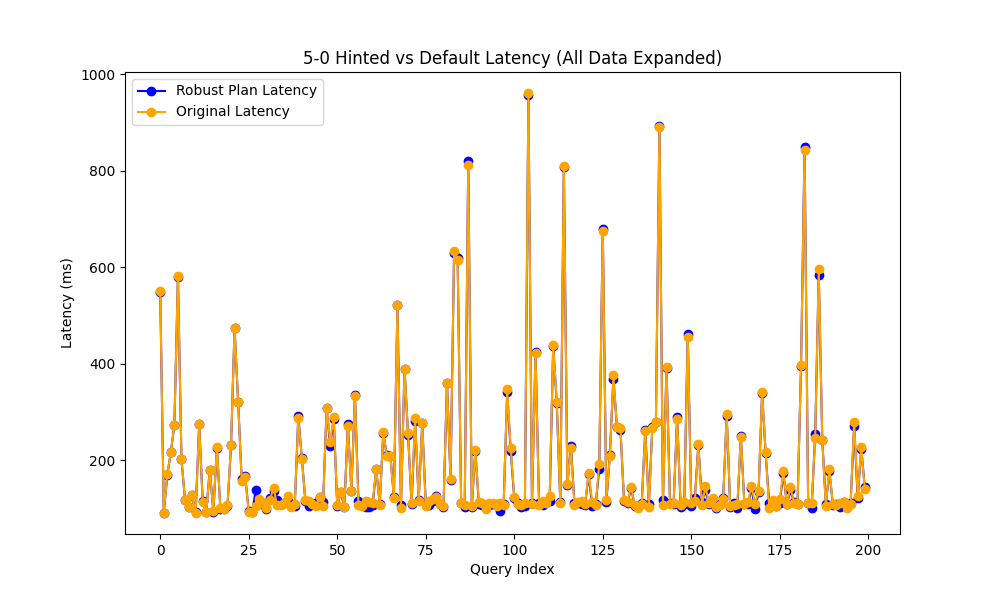 5-0 Hinted vs Default Latency (All Data Expanded)
Robust Plan Latency
Original Latency
Latency (ms)
1000
800
600
400
200
0 25 50 75 100 125 150 175 200
Query Index